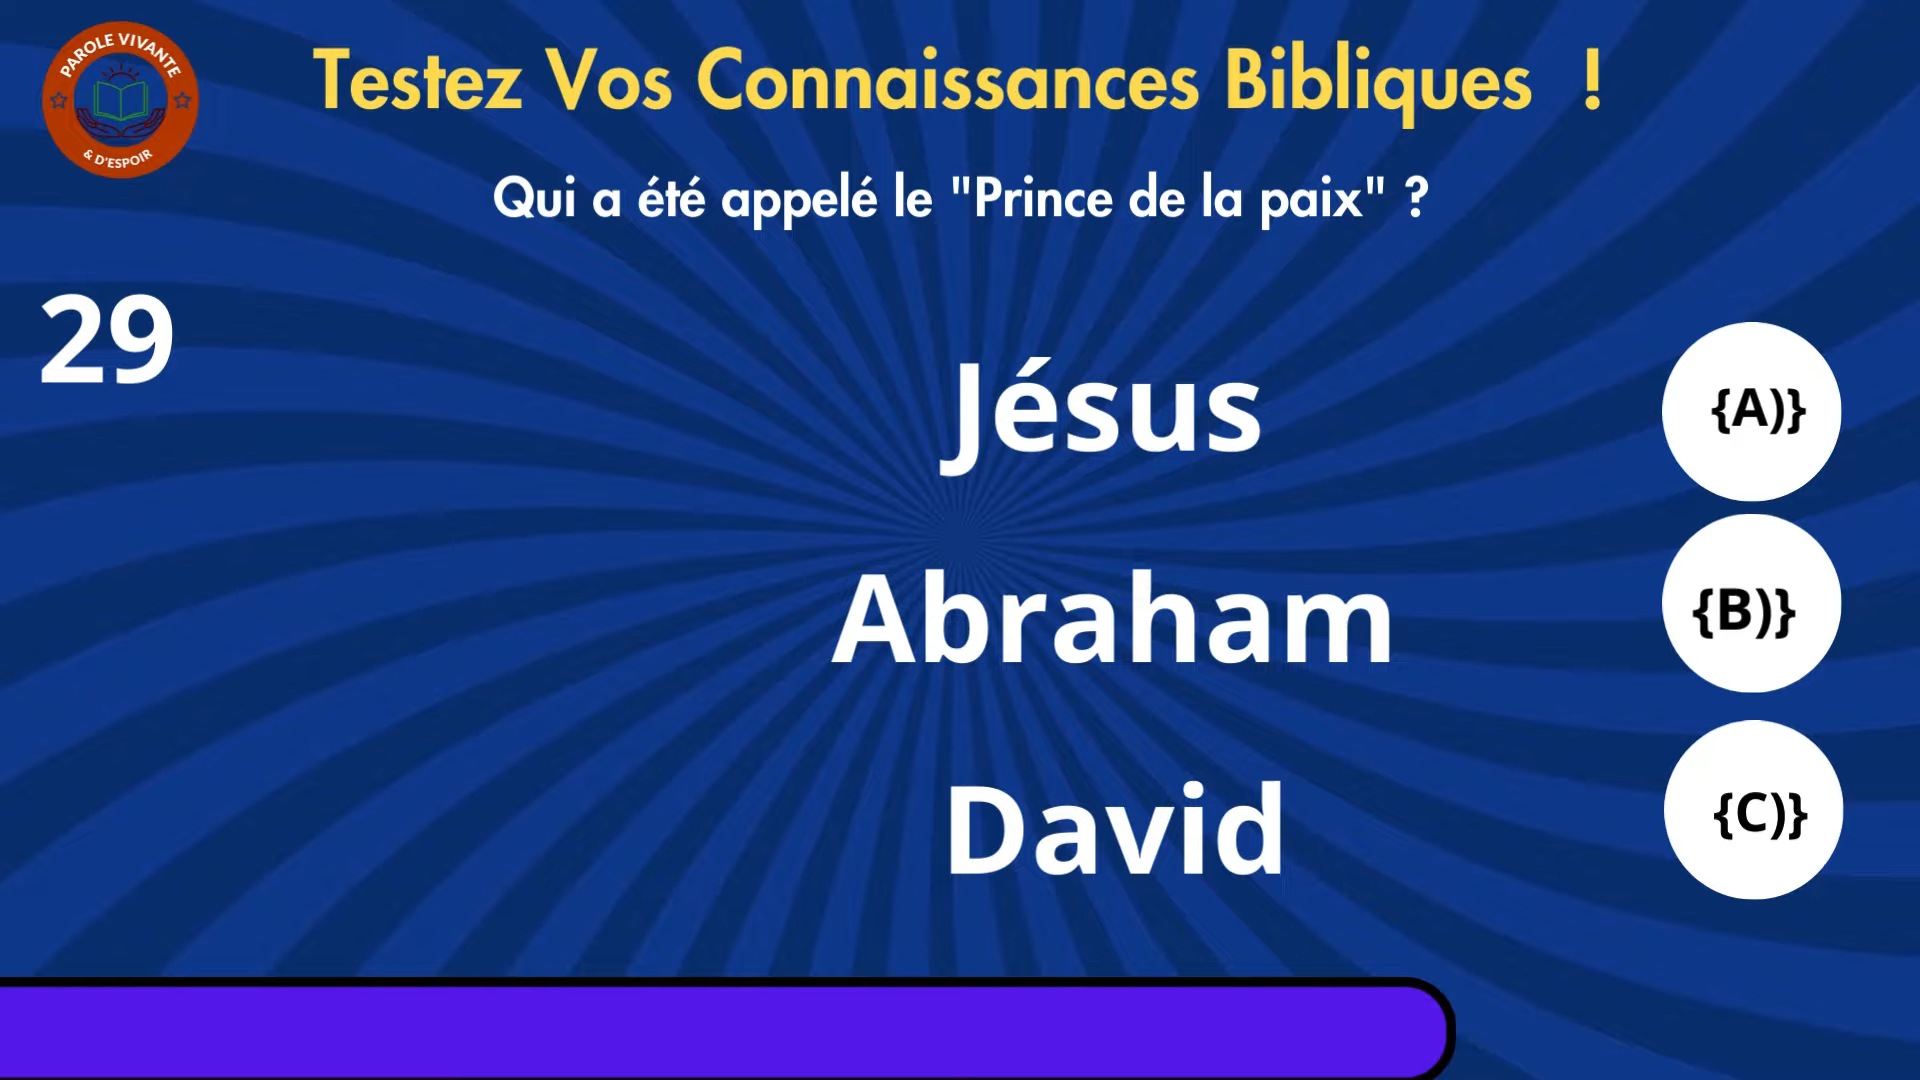 PAROLE VIVANTE
& D'ESPOIR
Testez Vos Connaissances Bibliques !
Qui a été appelé le "Prince de la paix" ?
29
Jésus
{A)}
Abraham
{B)}
David
{C)}